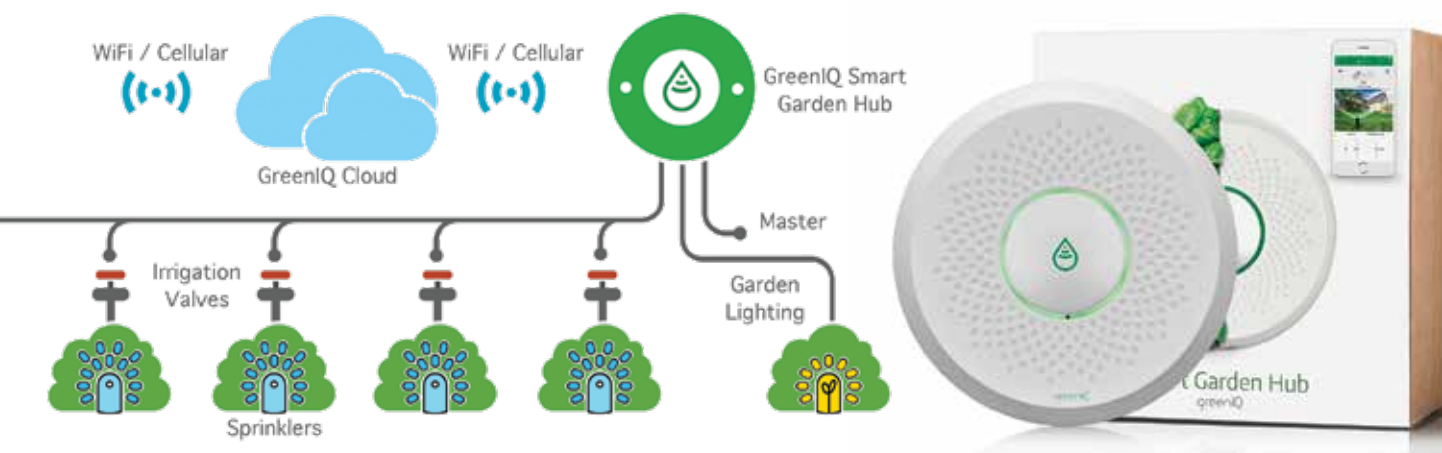 WiFi / Cellular
WiFi / Cellular
GreenIQ Smart
Garden Hub
GreenIQ Cloud
Master
Irrigation
Valves
Garden
Lighting
Sprinklers
t Garden Hub
greenIQ